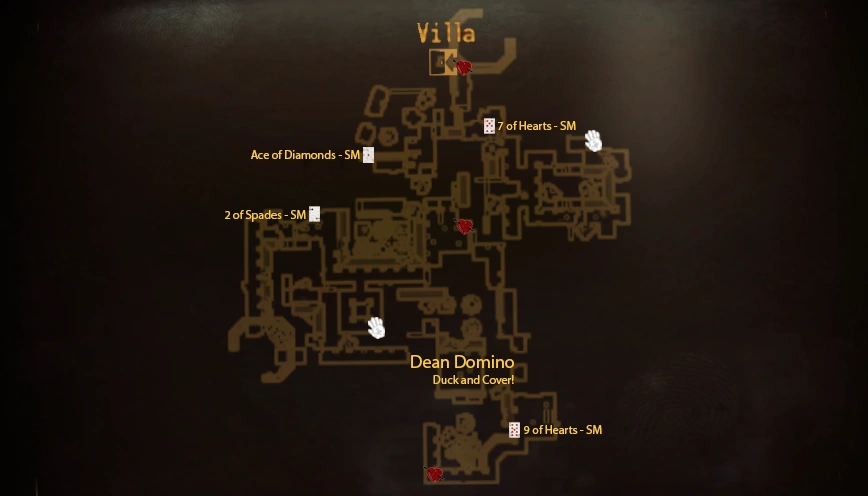 Villa
7 of Hearts - SM
Ace of Diamonds - SM
2 of Spades - SM
Dean Domino
Duck and Cover!
9 of Hearts - SM